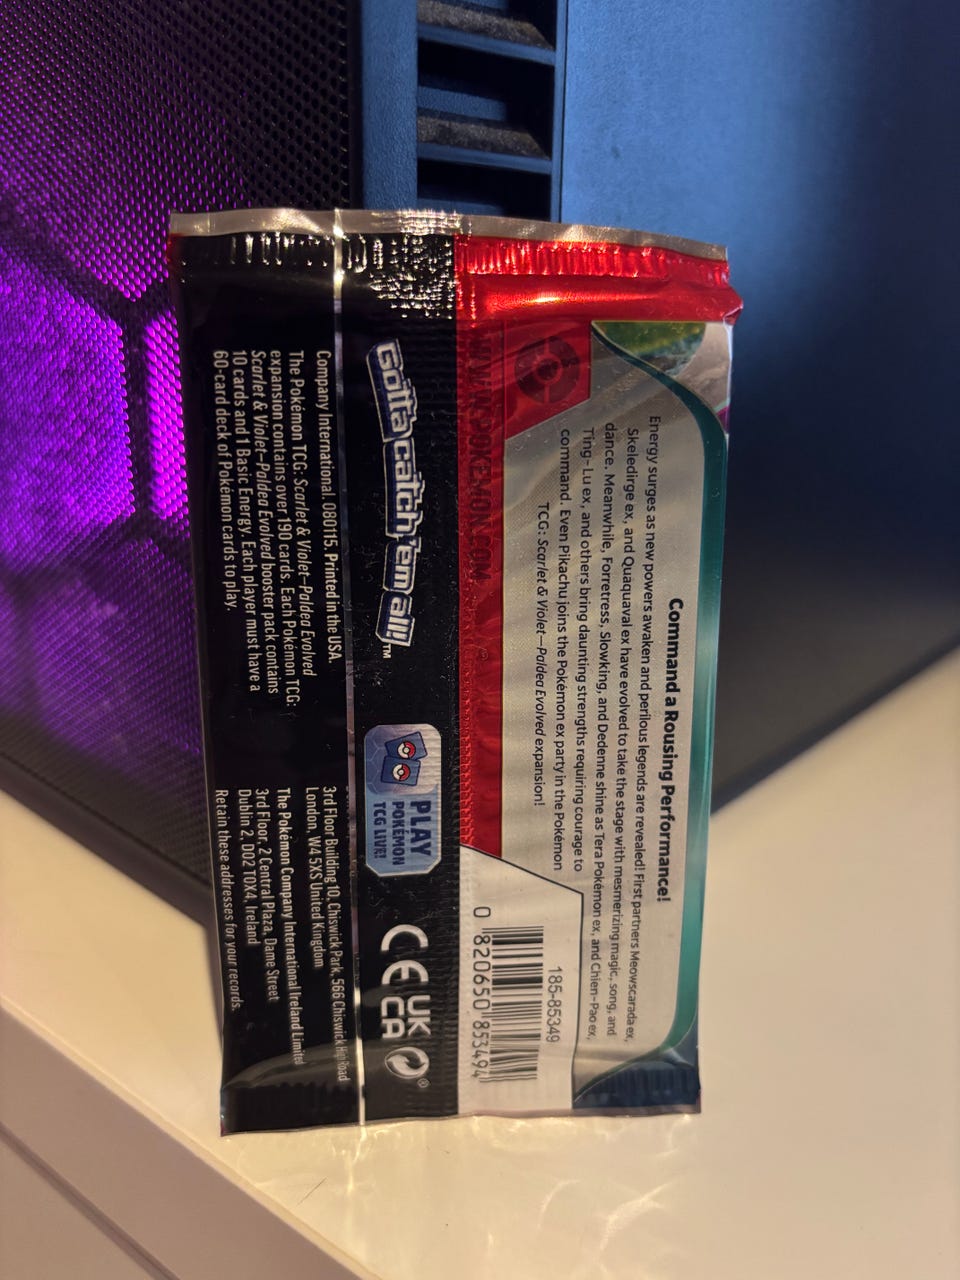 Command a Rousing Performance!
Energy surges as new powers awaken and perilous legends are revealed! First partners Meowscarada ex,
Skeledirge ex, and Quaquaval ex have evolved to take the stage with mesmerizing magic, song, and
dance. Meanwhile, Forretress, Slowking, and Dedenne shine as Tera Pokémon ex, and Chien-Pao ex,
Ting-Lu ex, and others bring daunting strengths requiring courage to
command. Even Pikachu joins the Pokémon ex party in the Pokémon
TCG: Scarlet & Violet—Paldea Evolved expansion!
185-85349
0 820650 853494
WWW.POKEMON.COM
Gotta catch 'em all!™
PLAY
POKÉMON
TCG LIVE!
CE
UK
CA
®
Company International. 080115. Printed in the USA.
The Pokémon TCG: Scarlet & Violet–Paldea Evolved
expansion contains over 190 cards. Each Pokémon TCG:
Scarlet & Violet–Paldea Evolved booster pack contains
10 cards and 1 Basic Energy. Each player must have a
60-card deck of Pokémon cards to play.
3rd Floor Building 10, Chiswick Park, 566 Chiswick High Road
London, W4 5XS United Kingdom
The Pokémon Company International Ireland Limited
3rd Floor, 2 Central Plaza, Dame Street
Dublin 2, D02 T0X4, Ireland
Retain these addresses for your records.